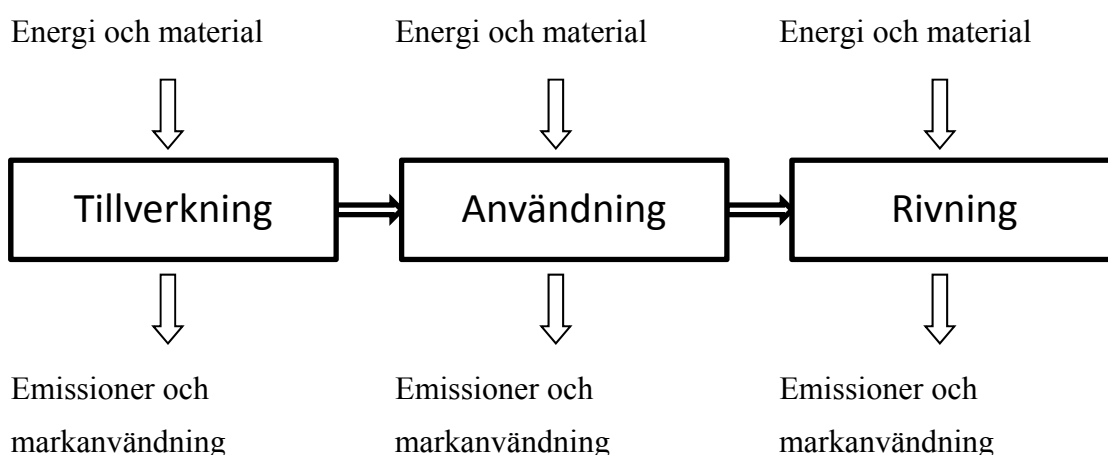 Energi och material
Energi och material
Energi och material
Tillverkning
Användning
Rivning
Emissioner och
markanvändning
Emissioner och
markanvändning
Emissioner och
markanvändning